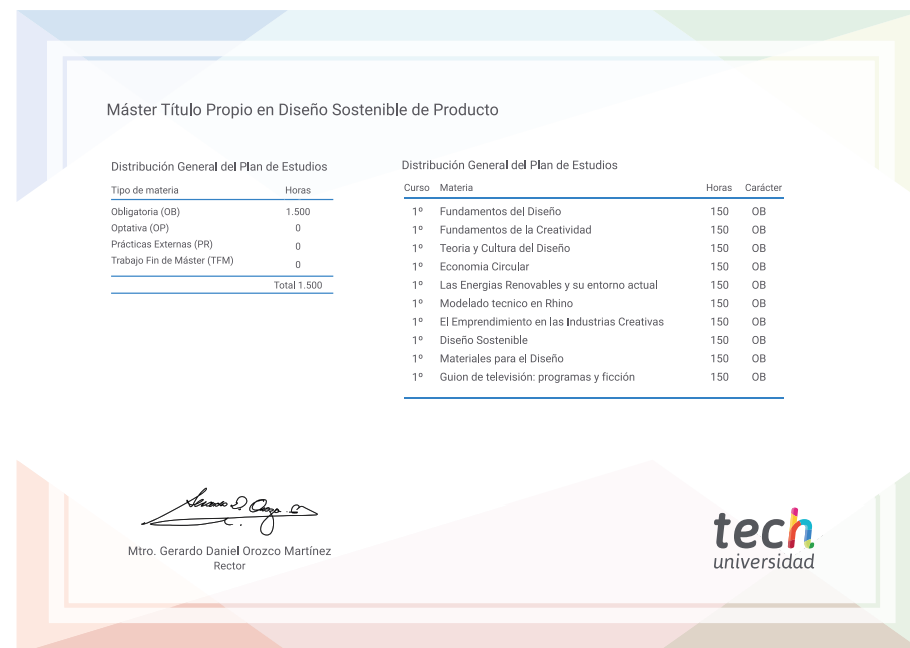 Máster Título Propio en Diseño Sostenible de Producto
Distribución General del Plan de Estudios
Tipo de materia Horas
Obligatoria (OB) 1.500
Optativa (OP) 0
Prácticas Externas (PR) 0
Trabajo Fin de Máster (TFM) 0
Total 1.500
Distribución General del Plan de Estudios
Curso Materia Horas Carácter
1º Fundamentos del Diseño 150 OB
1º Fundamentos de la Creatividad 150 OB
1º Teoria y Cultura del Diseño 150 OB
1º Economia Circular 150 OB
1º Las Energias Renovables y su entorno actual 150 OB
1º Modelado tecnico en Rhino 150 OB
1º El Emprendimiento en las Industrias Creativas 150 OB
1º Diseño Sostenible 150 OB
1º Materiales para el Diseño 150 OB
1º Guion de televisión: programas y ficción 150 OB
Mtro. Gerardo Daniel Orozco Martínez
Rector
tech
universidad